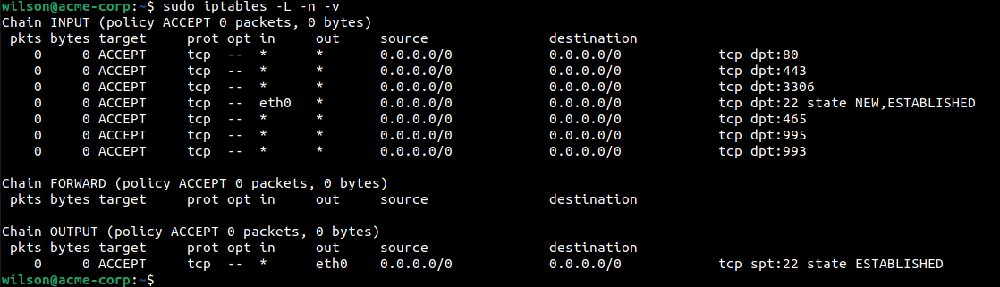 wilson@acme-corp:~$ sudo iptables -L -n -v
Chain INPUT (policy ACCEPT 0 packets, 0 bytes)
 pkts bytes target     prot opt in     out     source               destination
    0     0 ACCEPT     tcp  --  *      *       0.0.0.0/0            0.0.0.0/0            tcp dpt:80
    0     0 ACCEPT     tcp  --  *      *       0.0.0.0/0            0.0.0.0/0            tcp dpt:443
    0     0 ACCEPT     tcp  --  *      *       0.0.0.0/0            0.0.0.0/0            tcp dpt:3306
    0     0 ACCEPT     tcp  --  eth0   *       0.0.0.0/0            0.0.0.0/0            tcp dpt:22 state NEW,ESTABLISHED
    0     0 ACCEPT     tcp  --  *      *       0.0.0.0/0            0.0.0.0/0            tcp dpt:465
    0     0 ACCEPT     tcp  --  *      *       0.0.0.0/0            0.0.0.0/0            tcp dpt:995
    0     0 ACCEPT     tcp  --  *      *       0.0.0.0/0            0.0.0.0/0            tcp dpt:993
Chain FORWARD (policy ACCEPT 0 packets, 0 bytes)
 pkts bytes target     prot opt in     out     source               destination
Chain OUTPUT (policy ACCEPT 0 packets, 0 bytes)
 pkts bytes target     prot opt in     out     source               destination
    0     0 ACCEPT     tcp  --  *      eth0    0.0.0.0/0            0.0.0.0/0            tcp spt:22 state ESTABLISHED
wilson@acme-corp:~$